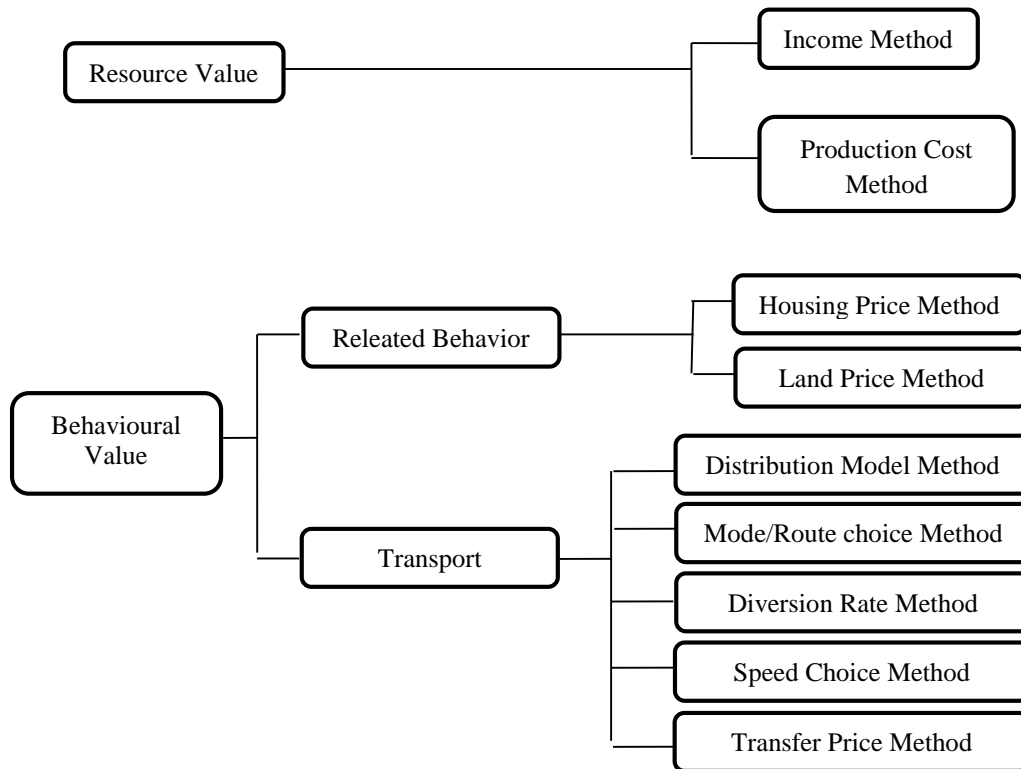 Income Method
Resource Value
Production Cost
Method
Housing Price Method
Releated Behavior
Land Price Method
Behavioural
Value
Distribution Model Method
Mode/Route choice Method
Transport
Diversion Rate Method
Speed Choice Method
Transfer Price Method